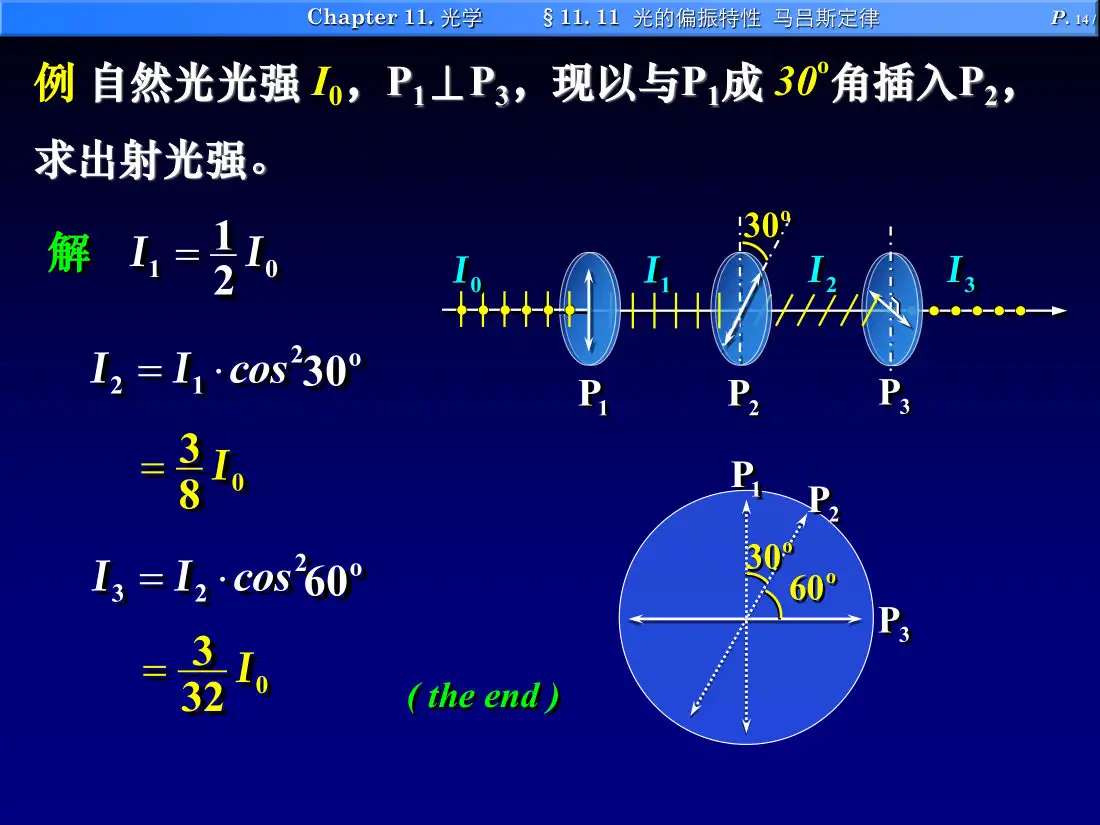 Chapter 11. 光学 §11. 11 光的偏振特性 马吕斯定律 P. 14 /
例 自然光光强 I₀，P₁⊥P₃，现以与P₁成 30°角插入P₂，
求出射光强。
解 I₁ = 1/2 I₀
I₂ = I₁ · cos²30°
= 3/8 I₀
I₃ = I₂ · cos²60°
= 3/32 I₀
( the end )
30°
I₀ I₁ I₂ I₃
P₁ P₂ P₃
P₁
P₂
30°
60°
P₃